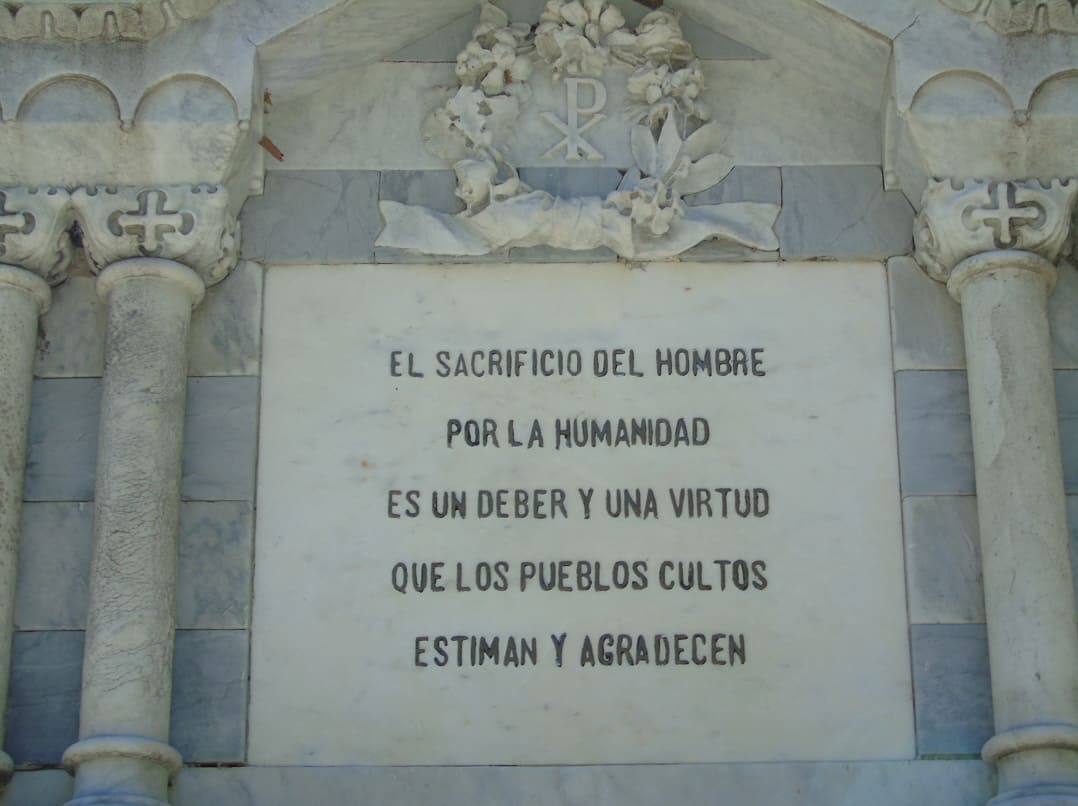 EL SACRIFICIO DEL HOMBRE
POR LA HUMANIDAD
ES UN DEBER Y UNA VIRTUD
QUE LOS PUEBLOS CULTOS
ESTIMAN Y AGRADECEN